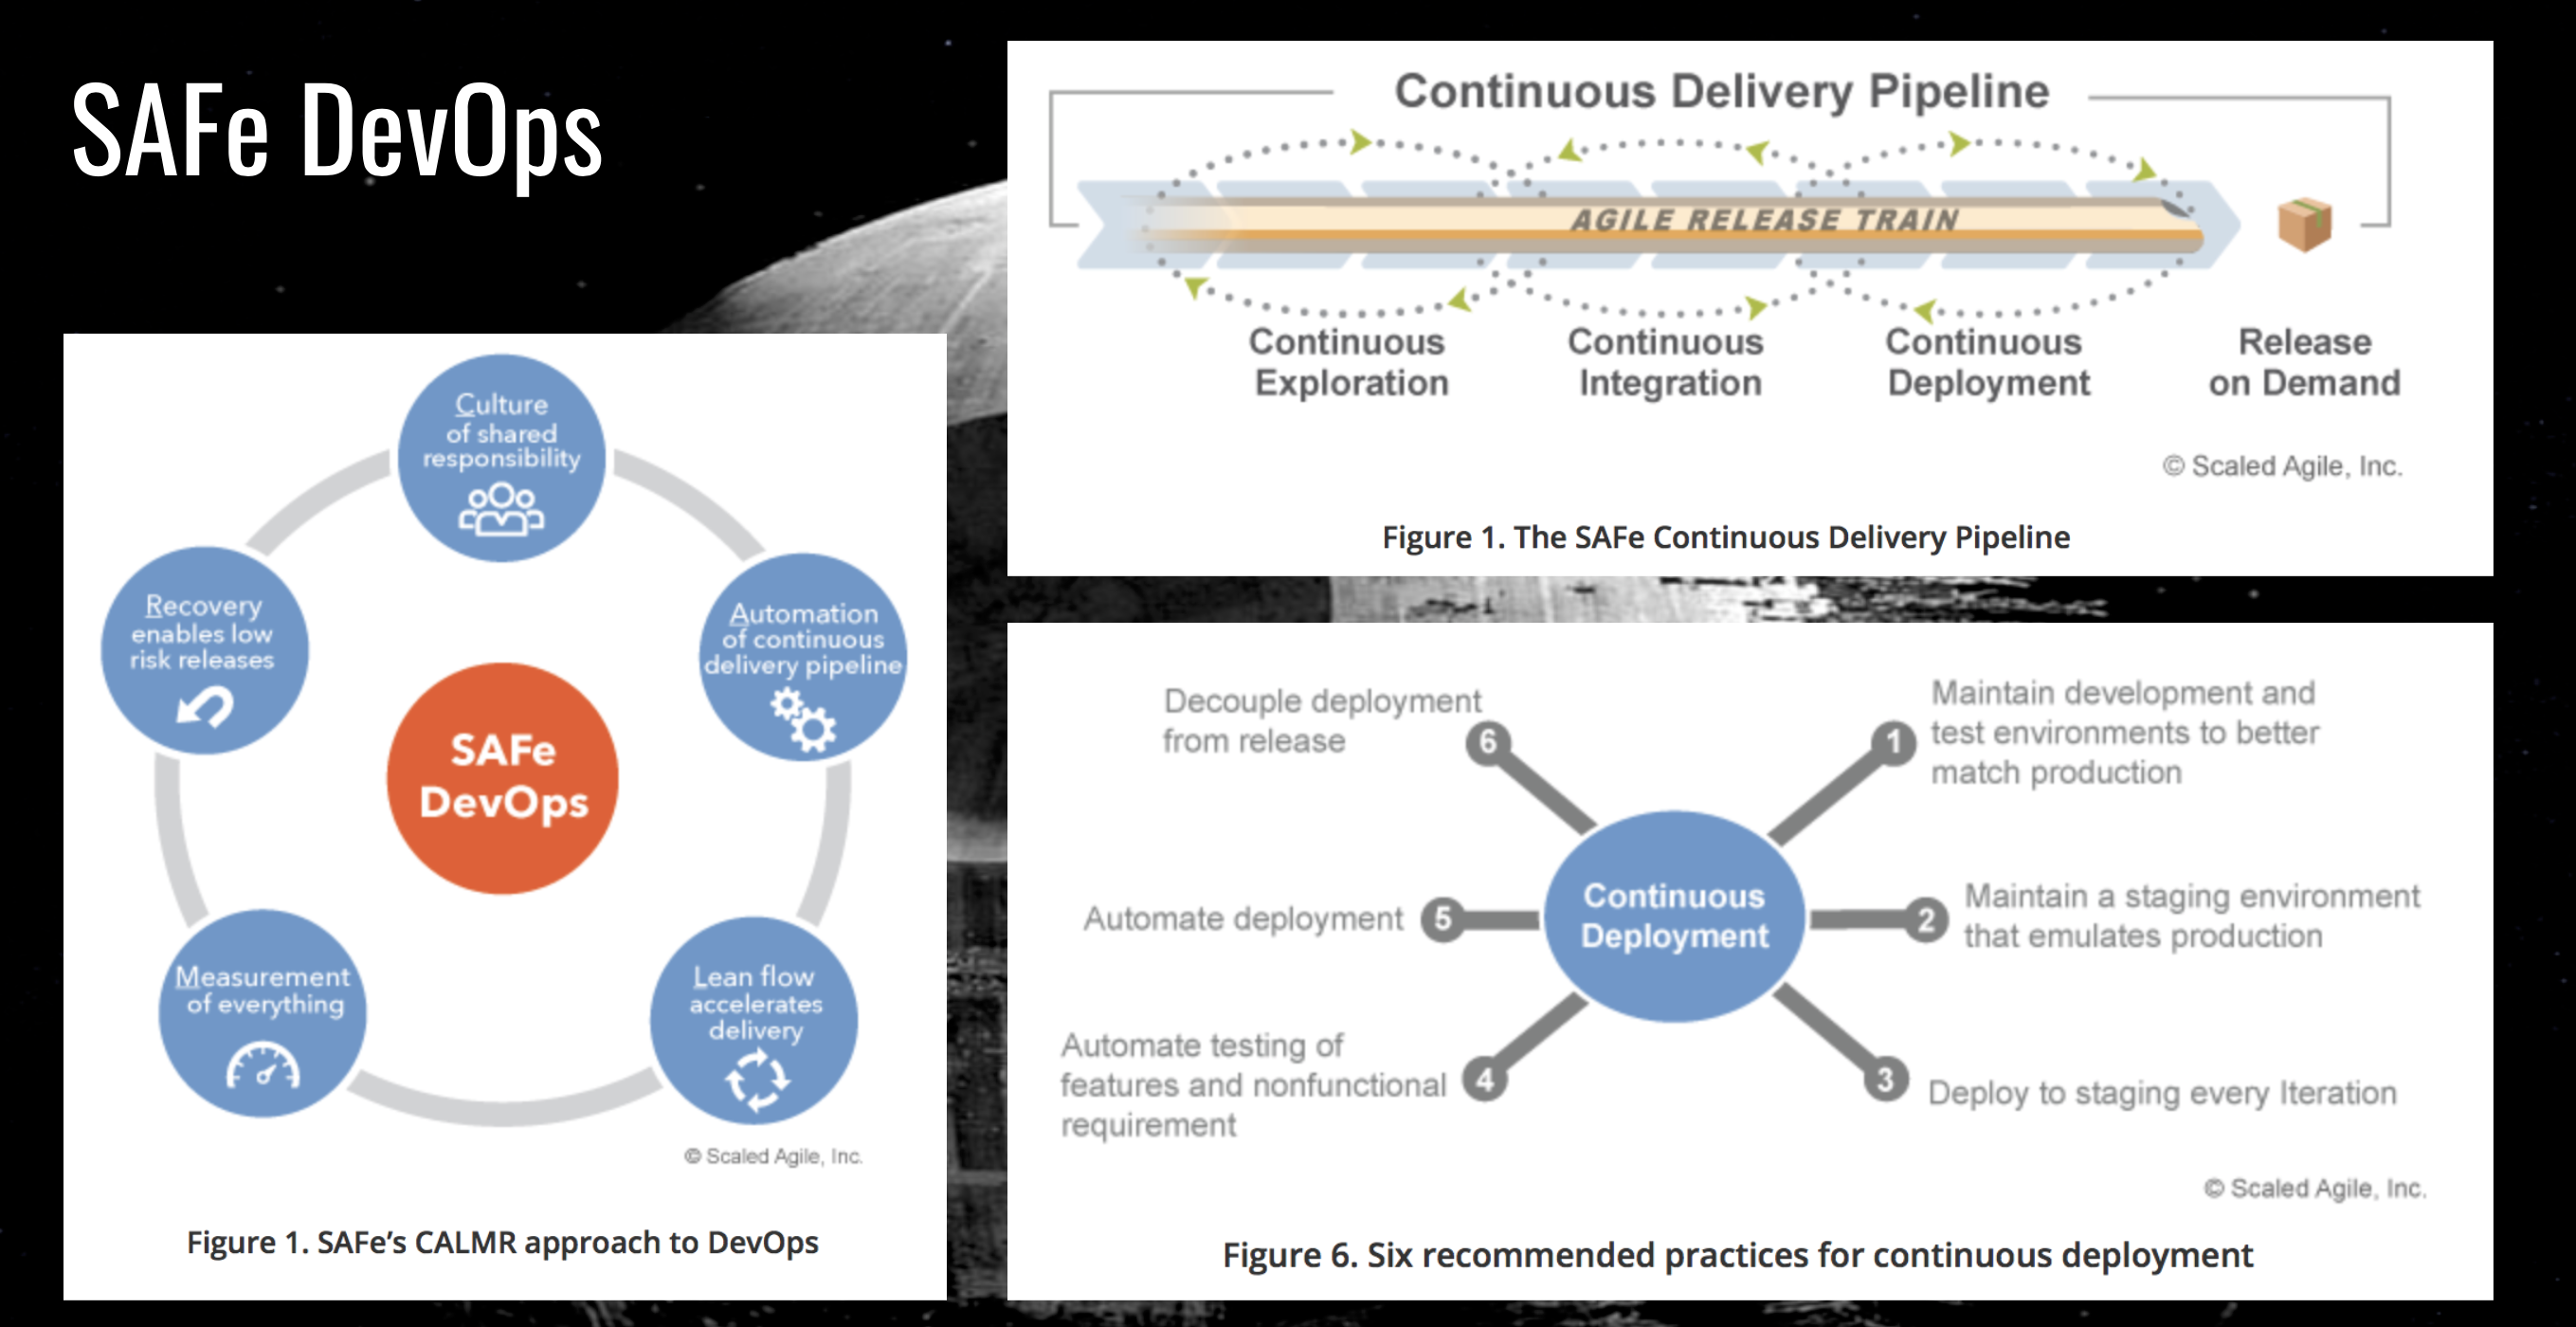 SAFe DevOps
Culture
of shared
responsibility
Automation
of continuous
delivery pipeline
Lean flow
accelerates
delivery
Measurement
of everything
Recovery
enables low
risk releases
SAFe
DevOps
© Scaled Agile, Inc.
Figure 1. SAFe’s CALMR approach to DevOps
Continuous Delivery Pipeline
AGILE RELEASE TRAIN
Continuous
Exploration
Continuous
Integration
Continuous
Deployment
Release
on Demand
© Scaled Agile, Inc.
Figure 1. The SAFe Continuous Delivery Pipeline
Continuous
Deployment
1
Maintain development and
test environments to better
match production
2
Maintain a staging environment
that emulates production
3
Deploy to staging every Iteration
4
Automate testing of
features and nonfunctional
requirement
5
Automate deployment
6
Decouple deployment
from release
© Scaled Agile, Inc.
Figure 6. Six recommended practices for continuous deployment